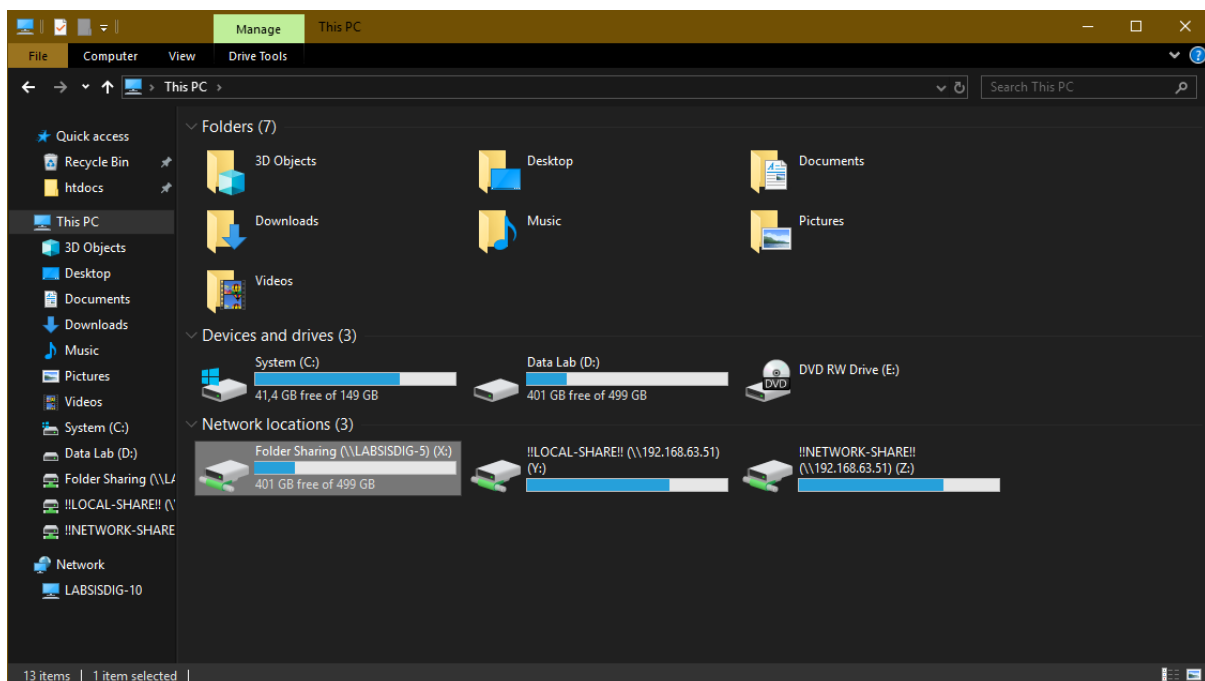 Manage This PC
File Computer View Drive Tools
This PC
Search This PC
Quick access
Recycle Bin
htdocs
This PC
3D Objects
Desktop
Documents
Downloads
Music
Pictures
Videos
System (C:)
Data Lab (D:)
Folder Sharing (\\LA
!!LOCAL-SHARE!! (\
!!NETWORK-SHARE
Network
LABSISDIG-10
Folders (7)
3D Objects
Desktop
Documents
Downloads
Music
Pictures
Videos
Devices and drives (3)
System (C:)
41,4 GB free of 149 GB
Data Lab (D:)
401 GB free of 499 GB
DVD
DVD RW Drive (E:)
Network locations (3)
Folder Sharing (\\LABSISDIG-5) (X:)
401 GB free of 499 GB
!!LOCAL-SHARE!! (\\192.168.63.51)
(Y:)
!!NETWORK-SHARE!!
(\\192.168.63.51) (Z:)
13 items 1 item selected